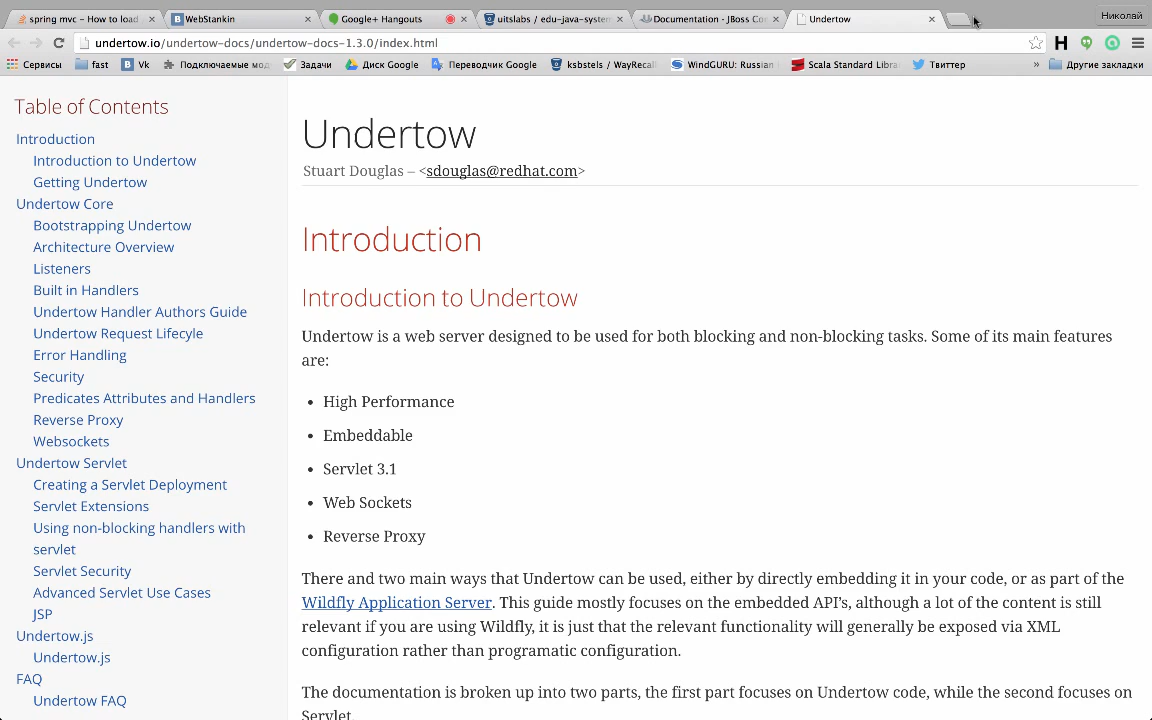 spring mvc – How to load
WebStankin
Google+ Hangouts
uitslabs / edu-java-system
Documentation - JBoss Co
Undertow
Николай
undertow.io/undertow-docs/undertow-docs-1.3.0/index.html
Сервисы
fast
Vk
Подключаемые мод
Задачи
Диск Google
Переводчик Google
ksbstels / WayRecall
WindGURU: Russian
Scala Standard Libra
Твиттер
»
Другие закладки
Table of Contents
Introduction
Introduction to Undertow
Getting Undertow
Undertow Core
Bootstrapping Undertow
Architecture Overview
Listeners
Built in Handlers
Undertow Handler Authors Guide
Undertow Request Lifecyle
Error Handling
Security
Predicates Attributes and Handlers
Reverse Proxy
Websockets
Undertow Servlet
Creating a Servlet Deployment
Servlet Extensions
Using non-blocking handlers with
servlet
Servlet Security
Advanced Servlet Use Cases
JSP
Undertow.js
Undertow.js
FAQ
Undertow FAQ
Undertow
Stuart Douglas – <sdouglas@redhat.com>
Introduction
Introduction to Undertow
Undertow is a web server designed to be used for both blocking and non-blocking tasks. Some of its main features
are:
• High Performance
• Embeddable
• Servlet 3.1
• Web Sockets
• Reverse Proxy
There and two main ways that Undertow can be used, either by directly embedding it in your code, or as part of the
Wildfly Application Server. This guide mostly focuses on the embedded API’s, although a lot of the content is still
relevant if you are using Wildfly, it is just that the relevant functionality will generally be exposed via XML
configuration rather than programatic configuration.
The documentation is broken up into two parts, the first part focuses on Undertow code, while the second focuses on
Servlet.